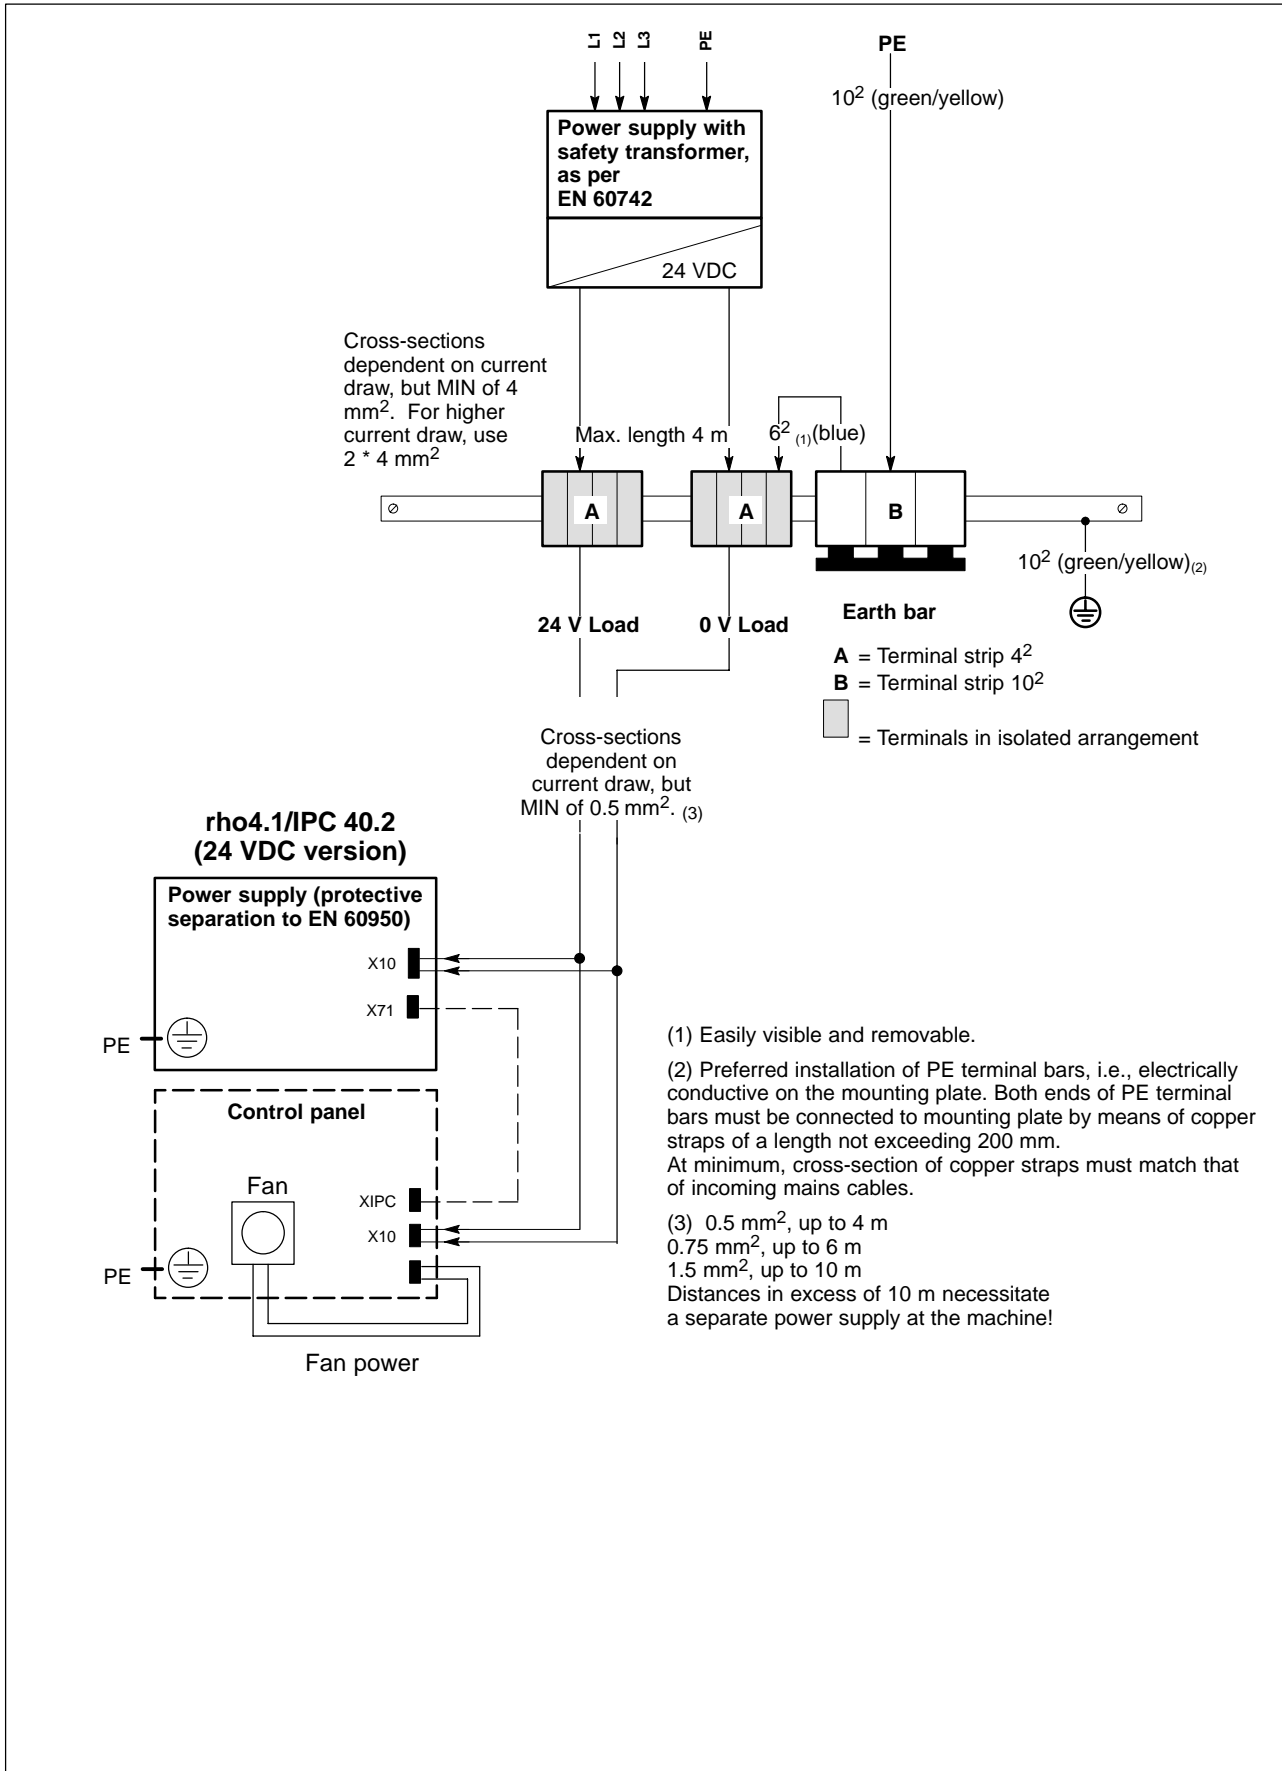 L1
L2
L3
PE
PE
10² (green/yellow)
Power supply with
safety transformer,
as per
EN 60742
24 VDC
Cross-sections
dependent on current
draw, but MIN of 4
mm². For higher
current draw, use
2 * 4 mm²
Max. length 4 m
6² (1)(blue)
A
A
B
10² (green/yellow)(2)
24 V Load
0 V Load
Earth bar
A = Terminal strip 4²
B = Terminal strip 10²
= Terminals in isolated arrangement
Cross-sections
dependent on
current draw, but
MIN of 0.5 mm². (3)
rho4.1/IPC 40.2
(24 VDC version)
Power supply (protective
separation to EN 60950)
X10
X71
PE
Control panel
Fan
XIPC
X10
PE
Fan power
(1) Easily visible and removable.
(2) Preferred installation of PE terminal bars, i.e., electrically
conductive on the mounting plate. Both ends of PE terminal
bars must be connected to mounting plate by means of copper
straps of a length not exceeding 200 mm.
At minimum, cross-section of copper straps must match that
of incoming mains cables.
(3) 0.5 mm², up to 4 m
0.75 mm², up to 6 m
1.5 mm², up to 10 m
Distances in excess of 10 m necessitate
a separate power supply at the machine!